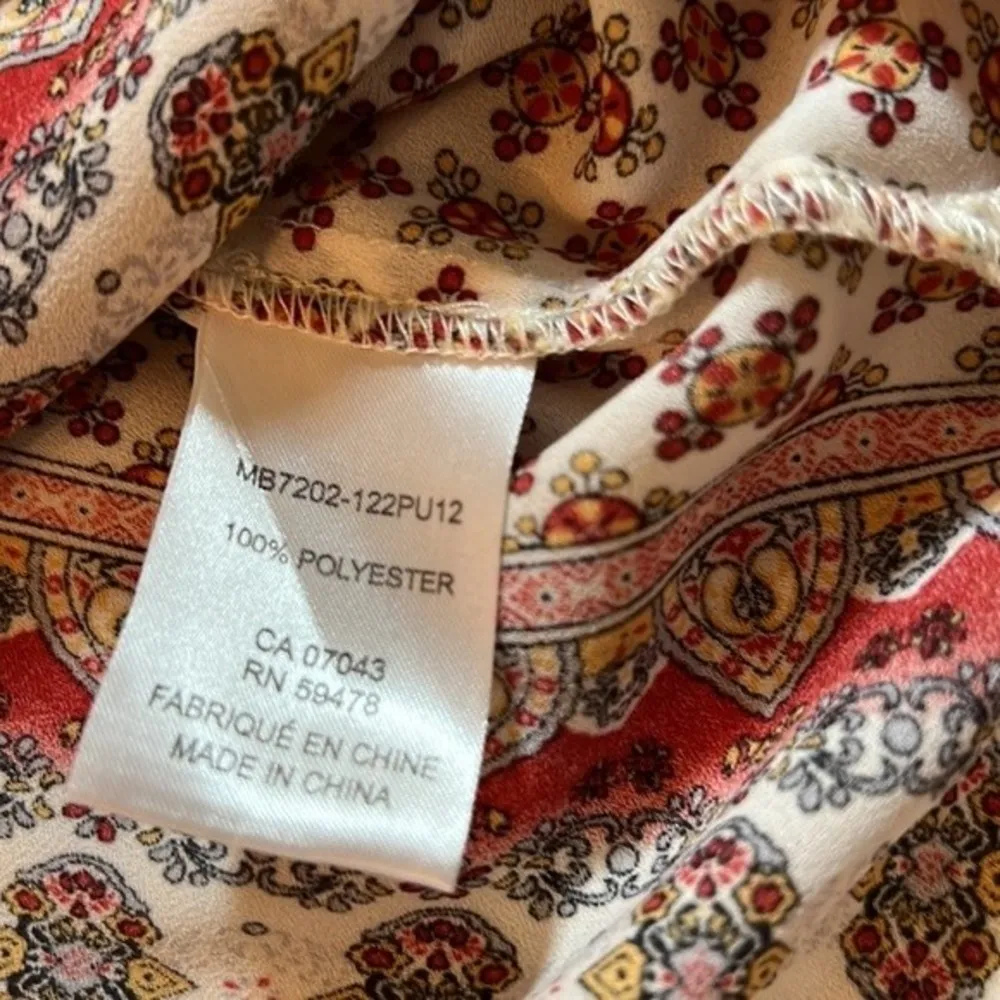 MB7202-122PU12
100% POLYESTER
CA 07043
RN 59478
FABRIQUÉ EN CHINE
MADE IN CHINA